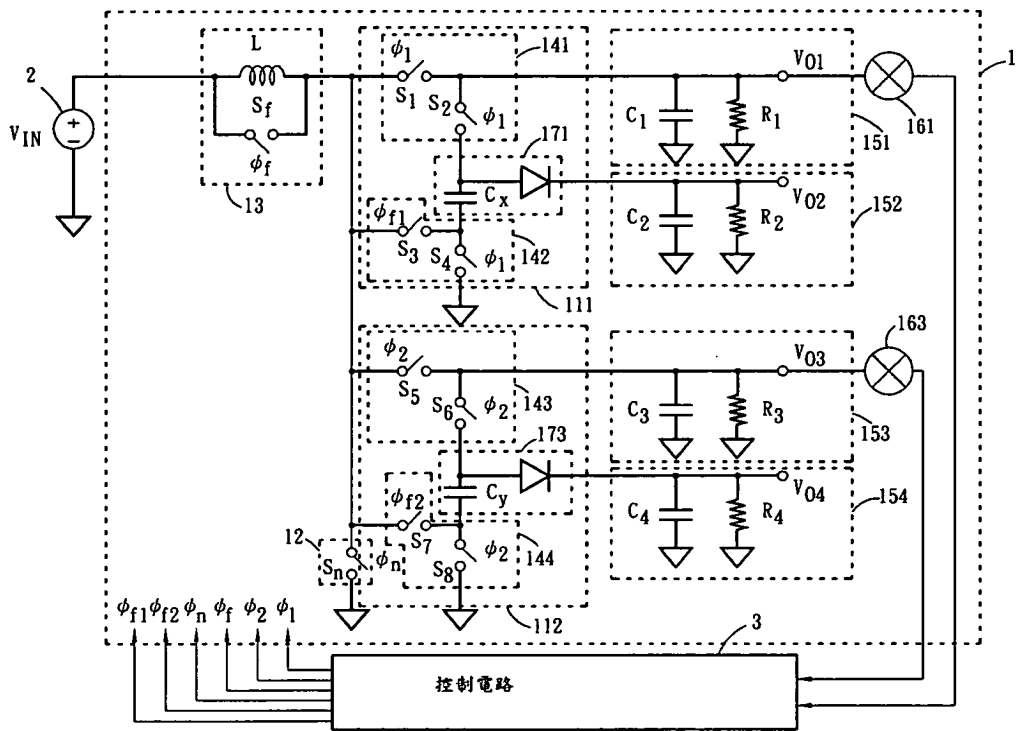 1
2
V_IN
L
S_f
ϕ_f
13
ϕ_1
S_1
S_2
ϕ_1
141
171
C_x
ϕ_f1
S_3
S_4
ϕ_1
142
111
C_1
R_1
V_O1
151
161
C_2
R_2
V_O2
152
ϕ_2
S_5
S_6
ϕ_2
143
173
C_y
ϕ_f2
S_7
S_8
ϕ_2
144
112
12
S_n
ϕ_n
C_3
R_3
V_O3
153
163
C_4
R_4
V_O4
154
ϕ_f1 ϕ_f2 ϕ_n ϕ_f ϕ_2 ϕ_1
3
控制電路